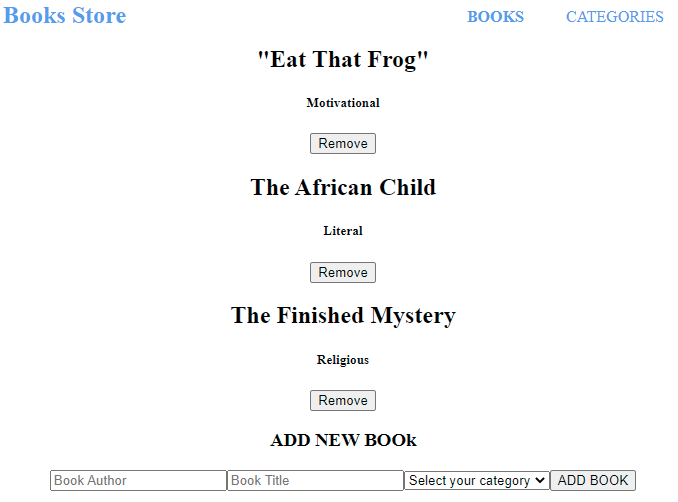 Books Store BOOKS CATEGORIES
"Eat That Frog"
Motivational
Remove
The African Child
Literal
Remove
The Finished Mystery
Religious
Remove
ADD NEW BOOk
Book Author Book Title Select your category ADD BOOK